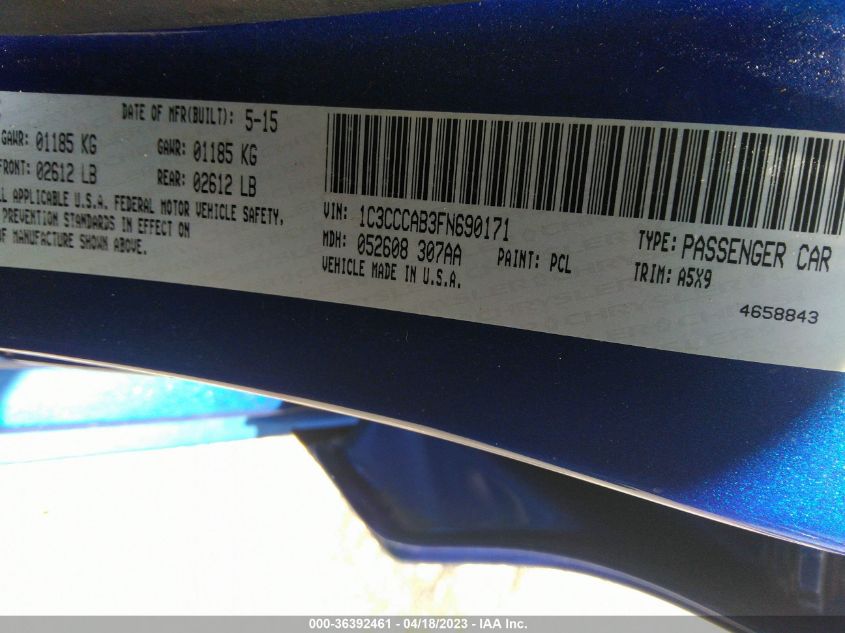 DATE OF MFR(BUILT): 5-15
GAWR: 01185 KG GAWR: 01185 KG
FRONT: 02612 LB REAR: 02612 LB
APPLICABLE U.S.A. FEDERAL MOTOR VEHICLE SAFETY,
PREVENTION STANDARDS IN EFFECT ON
OF MANUFACTURE SHOWN ABOVE.
VIN: 1C3CCCAB3FN690171 TYPE: PASSENGER CAR
MDH: 052608 307AA PAINT: PCL TRIM: A5X9
VEHICLE MADE IN U.S.A.
4658843
000-36392461 - 04/18/2023 - IAA Inc.